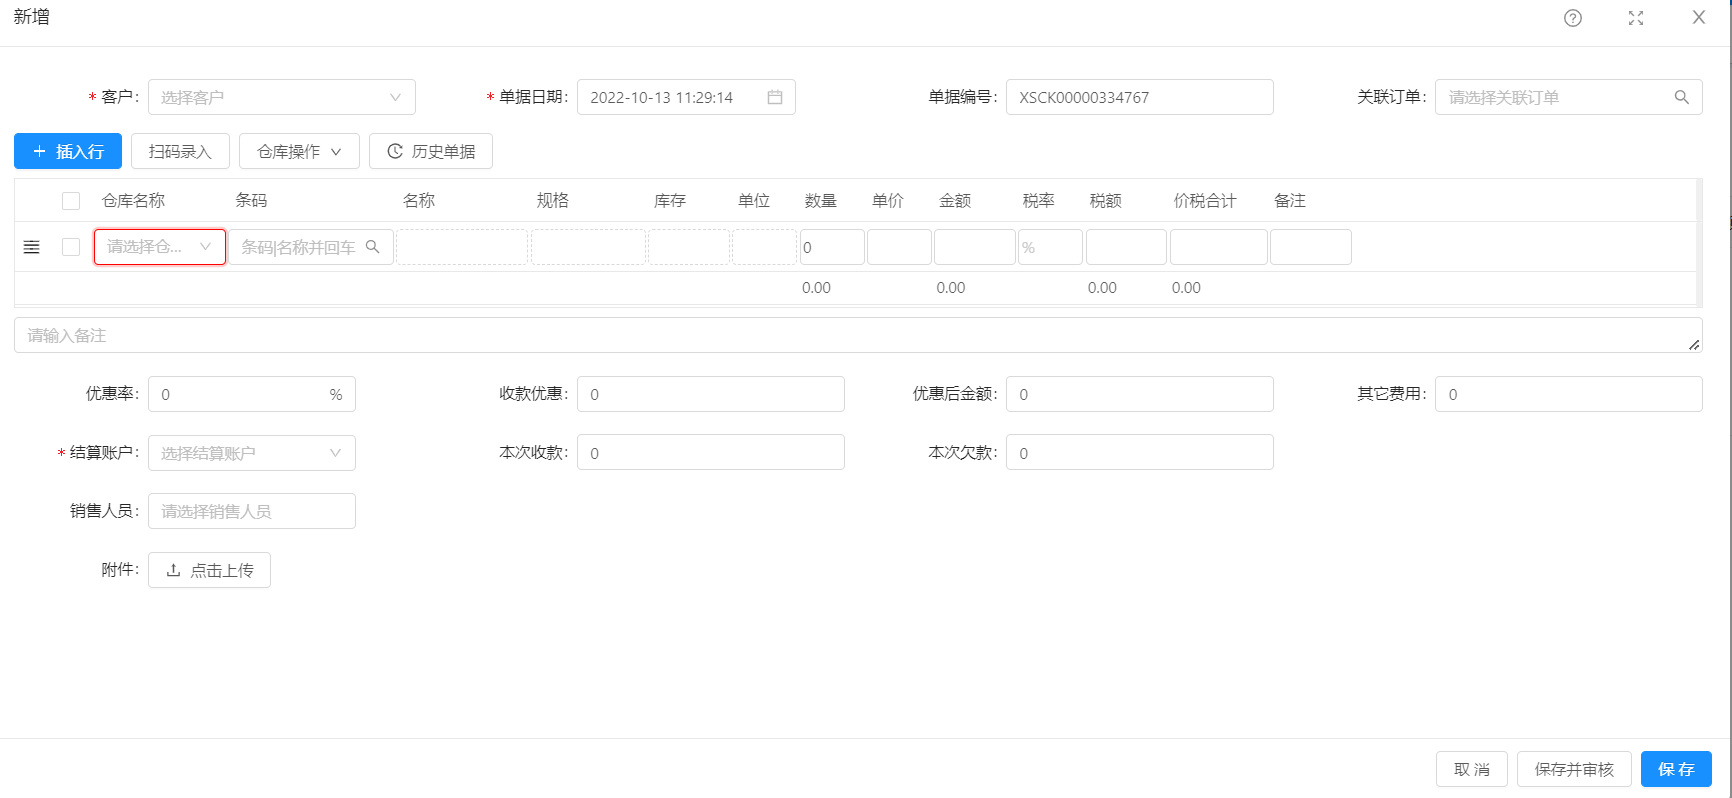 新增
* 客户: 选择客户 * 单据日期: 2022-10-13 11:29:14 单据编号: XSCK00000334767 关联订单: 请选择关联订单
+ 插入行 扫码录入 仓库操作 历史单据
仓库名称 条码 名称 规格 库存 单位 数量 单价 金额 税率 税额 价税合计 备注
请选择仓... 条码|名称并回车 0 %
0.00 0.00 0.00 0.00
请输入备注
优惠率: 0 % 收款优惠: 0 优惠后金额: 0 其它费用: 0
* 结算账户: 选择结算账户 本次收款: 0 本次欠款: 0
销售人员: 请选择销售人员
附件: 点击上传
取 消 保存并审核 保 存